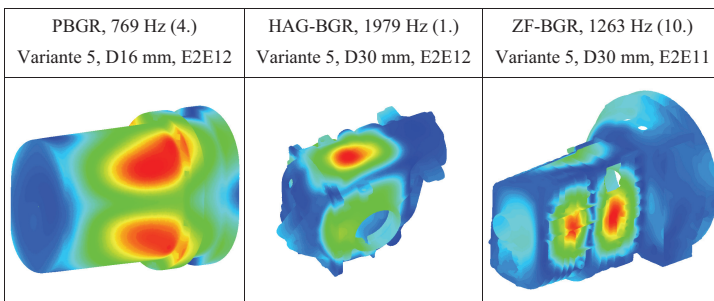 PBGR, 769 Hz (4.)
Variante 5, D16 mm, E2E12
HAG-BGR, 1979 Hz (1.)
Variante 5, D30 mm, E2E12
ZF-BGR, 1263 Hz (10.)
Variante 5, D30 mm, E2E11